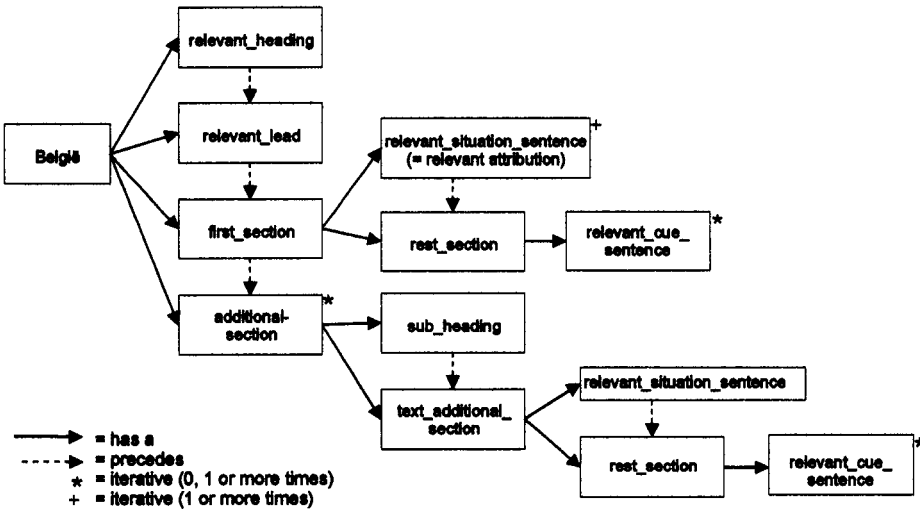 relevant_heading
België
relevant_lead
relevant_situation_sentence +
(= relevant attribution)
first_section
rest_section
relevant_cue_ *
sentence
additional- *
section
sub_heading
text_additional_
section
relevant_situation_sentence
rest_section
relevant_cue_ *
sentence
= has a
= precedes
* = iterative (0, 1 or more times)
+ = iterative (1 or more times)